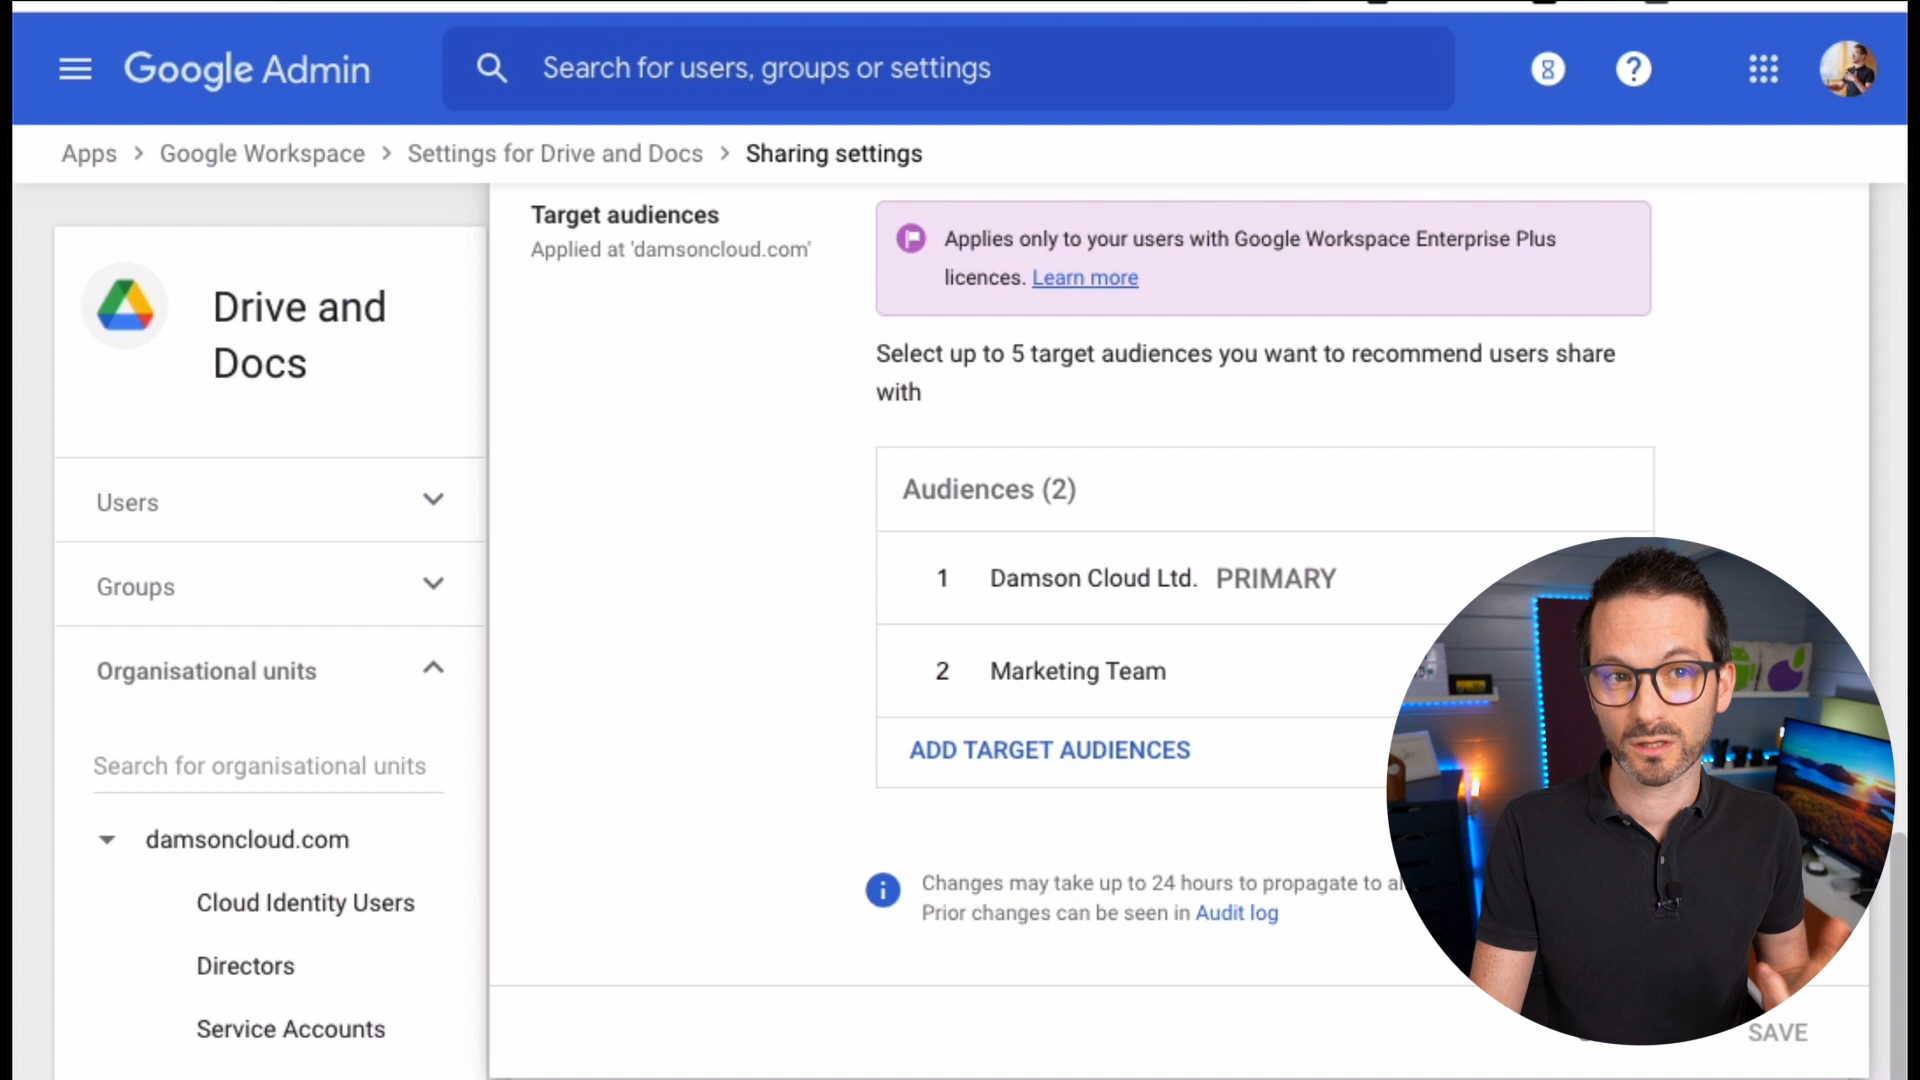 Google Admin
Search for users, groups or settings
Apps > Google Workspace > Settings for Drive and Docs > Sharing settings
Drive and
Docs
Users
Groups
Organisational units
Search for organisational units
damsoncloud.com
Cloud Identity Users
Directors
Service Accounts
Target audiences
Applied at 'damsoncloud.com'
Applies only to your users with Google Workspace Enterprise Plus
licences. Learn more
Select up to 5 target audiences you want to recommend users share
with
Audiences (2)
1 Damson Cloud Ltd. PRIMARY
2 Marketing Team
ADD TARGET AUDIENCES
Changes may take up to 24 hours to propagate to
Prior changes can be seen in Audit log
SAVE